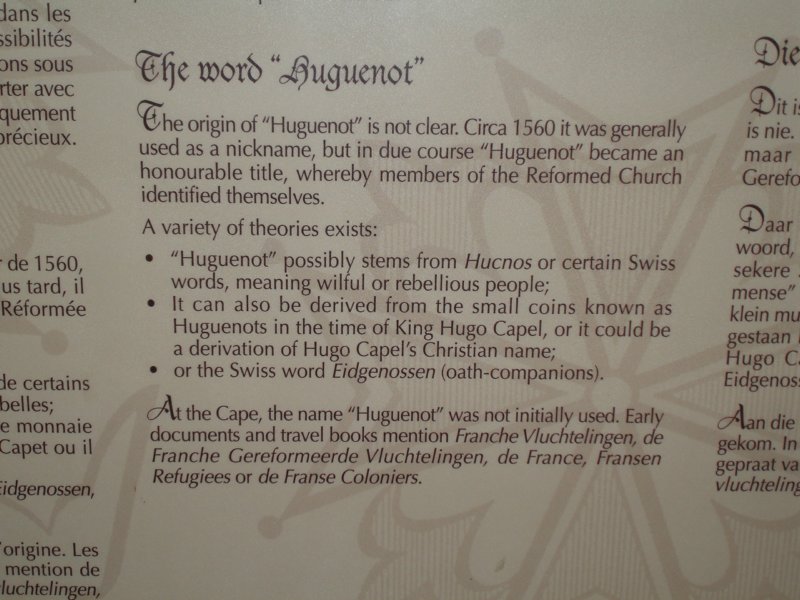 dans les
ssibilités
ons sous
rter avec
quement
précieux.
r de 1560,
us tard, il
Réformée
de certains
belles;
e monnaie
Capet ou il
Eidgenossen,
'origine. Les
mention de
luchtelingen,
The word "Huguenot"
The origin of "Huguenot" is not clear. Circa 1560 it was generally
used as a nickname, but in due course "Huguenot" became an
honourable title, whereby members of the Reformed Church
identified themselves.
A variety of theories exists:
• "Huguenot" possibly stems from Hucnos or certain Swiss
words, meaning wilful or rebellious people;
• It can also be derived from the small coins known as
Huguenots in the time of King Hugo Capel, or it could be
a derivation of Hugo Capel's Christian name;
• or the Swiss word Eidgenossen (oath-companions).
At the Cape, the name "Huguenot" was not initially used. Early
documents and travel books mention Franche Vluchtelingen, de
Franche Gereformeerde Vluchtelingen, de France, Fransen
Refugiees or de Franse Coloniers.
Die
Dit is
is nie.
maar
Gerefo
Daar
woord,
sekere
mense"
klein mu
gestaan
Hugo Ca
Eidgenoss
Aan die
gekom. In
gepraat va
vluchteling